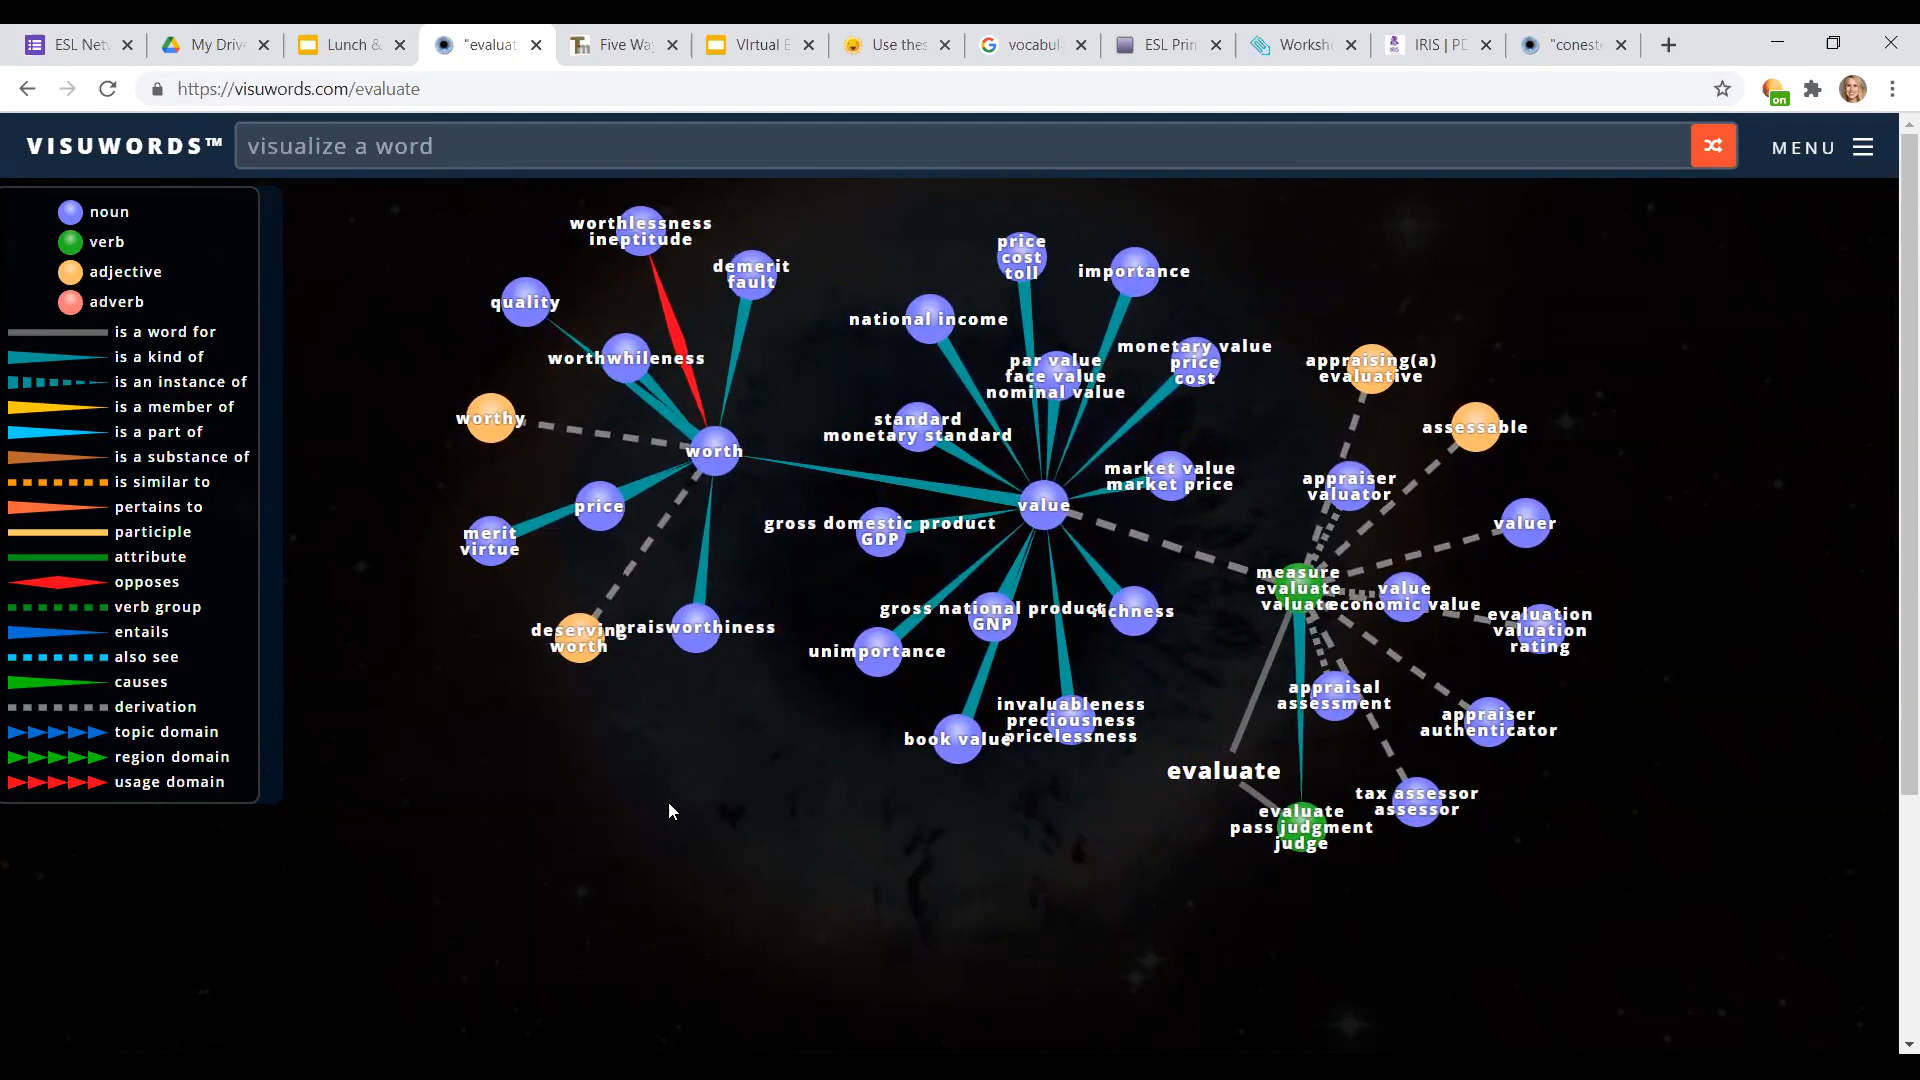 ESL Net
My Drive
Lunch &
"evaluat
Five Wa
VIrtual E
Use thes
vocabul
ESL Prin
Worksh
IRIS | PD
"conest
https://visuwords.com/evaluate
on
VISUWORDS™
visualize a word
MENU
noun
verb
adjective
adverb
is a word for
is a kind of
is an instance of
is a member of
is a part of
is a substance of
is similar to
pertains to
participle
attribute
opposes
verb group
entails
also see
causes
derivation
topic domain
region domain
usage domain
worthlessness
ineptitude
demerit
fault
quality
worthwhileness
worthy
worth
price
merit
virtue
deserving
worth
praisworthiness
price
cost
toll
importance
national income
par value
face value
nominal value
monetary value
price
cost
standard
monetary standard
market value
market price
value
gross domestic product
GDP
gross national product
GNP
richness
unimportance
invaluableness
preciousness
pricelessness
book value
appraising(a)
evaluative
assessable
appraiser
valuator
valuer
measure
evaluate
valuate
value
economic value
evaluation
valuation
rating
appraisal
assessment
appraiser
authenticator
evaluate
tax assessor
assessor
evaluate
pass judgment
judge